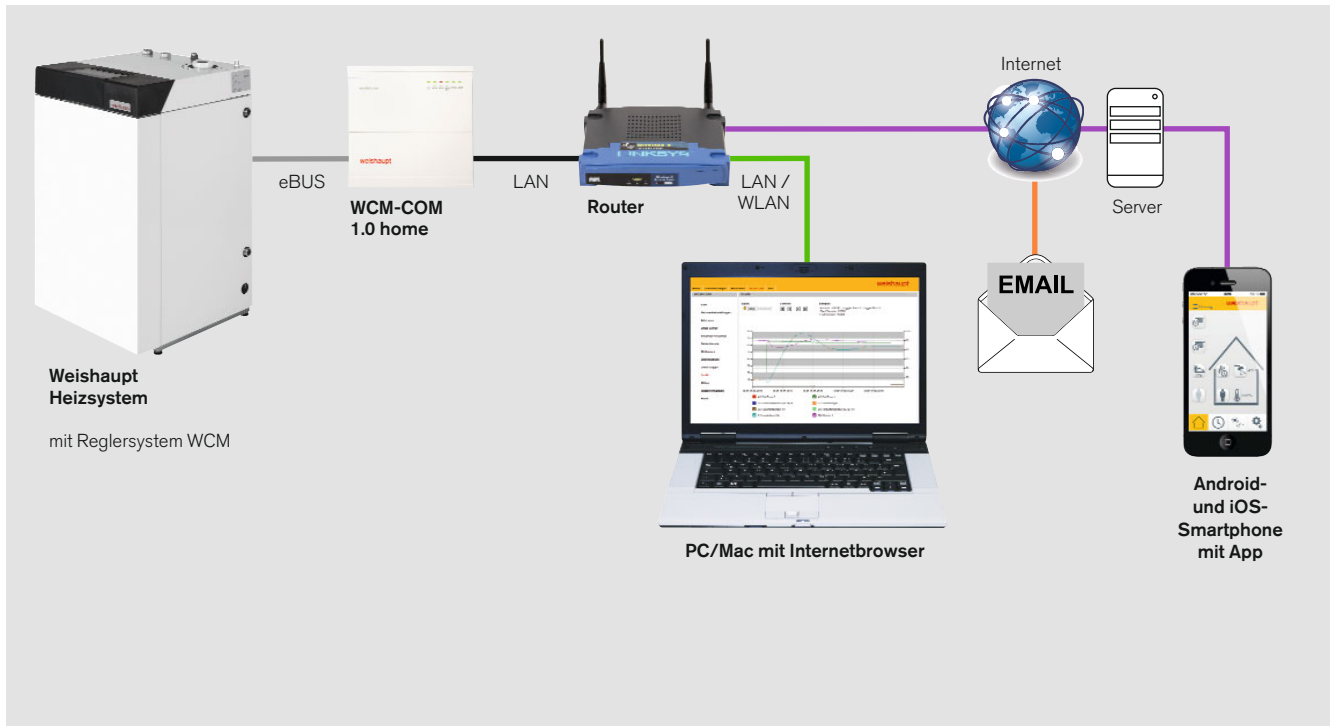 weishaupt
eBUS
WCM-COM
1.0 home
LAN
LINKSYS
Router
LAN /
WLAN
Internet
Server
EMAIL
weishaupt
Weishaupt
Heizsystem
mit Reglersystem WCM
PC/Mac mit Internetbrowser
Android-
und iOS-
Smartphone
mit App